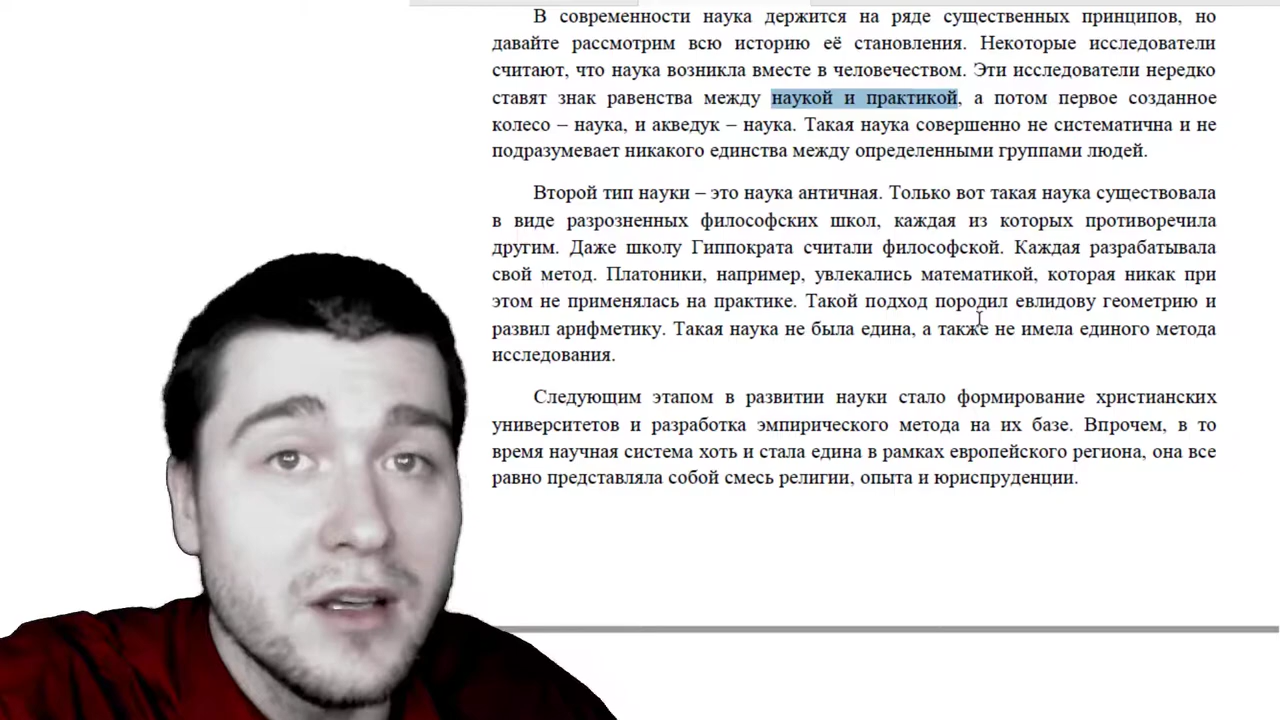 В современности наука держится на ряде существенных принципов, но
давайте рассмотрим всю историю её становления. Некоторые исследователи
считают, что наука возникла вместе в человечеством. Эти исследователи нередко
ставят знак равенства между наукой и практикой, а потом первое созданное
колесо – наука, и акведук – наука. Такая наука совершенно не систематична и не
подразумевает никакого единства между определенными группами людей.
Второй тип науки – это наука античная. Только вот такая наука существовала
в виде разрозненных философских школ, каждая из которых противоречила
другим. Даже школу Гиппократа считали философской. Каждая разрабатывала
свой метод. Платоники, например, увлекались математикой, которая никак при
этом не применялась на практике. Такой подход породил евлидову геометрию и
развил арифметику. Такая наука не была едина, а также не имела единого метода
исследования.
Следующим этапом в развитии науки стало формирование христианских
университетов и разработка эмпирического метода на их базе. Впрочем, в то
время научная система хоть и стала едина в рамках европейского региона, она все
равно представляла собой смесь религии, опыта и юриспруденции.